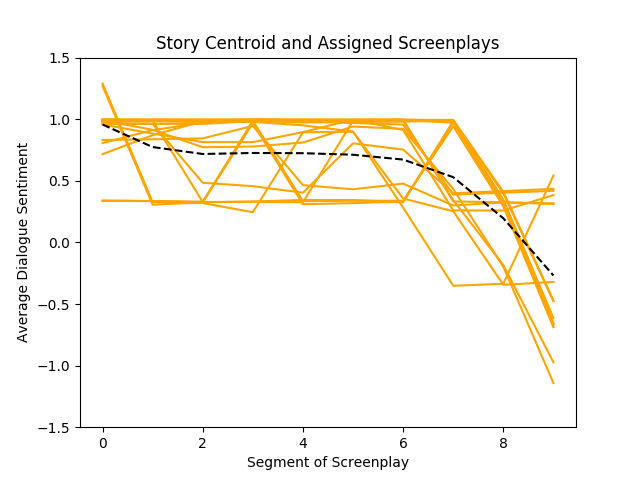 Story Centroid and Assigned Screenplays
Average Dialogue Sentiment
1.5
1.0
0.5
0.0
−0.5
−1.0
−1.5
0 2 4 6 8
Segment of Screenplay